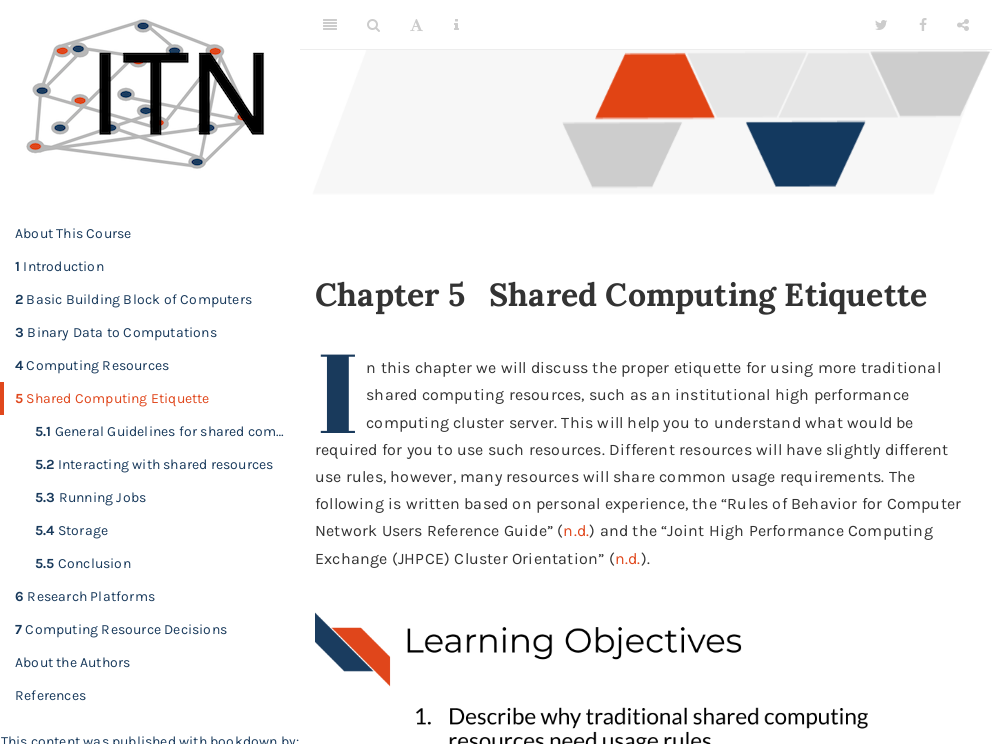 ITN
About This Course
1 Introduction
2 Basic Building Block of Computers
3 Binary Data to Computations
4 Computing Resources
5 Shared Computing Etiquette
5.1 General Guidelines for shared com…
5.2 Interacting with shared resources
5.3 Running Jobs
5.4 Storage
5.5 Conclusion
6 Research Platforms
7 Computing Resource Decisions
About the Authors
References
This content was published with bookdown by:
Chapter 5 Shared Computing Etiquette
In this chapter we will discuss the proper etiquette for using more traditional
shared computing resources, such as an institutional high performance
computing cluster server. This will help you to understand what would be
required for you to use such resources. Different resources will have slightly different
use rules, however, many resources will share common usage requirements. The
following is written based on personal experience, the “Rules of Behavior for Computer
Network Users Reference Guide” (n.d.) and the “Joint High Performance Computing
Exchange (JHPCE) Cluster Orientation” (n.d.).
Learning Objectives
1. Describe why traditional shared computing
resources need usage rules